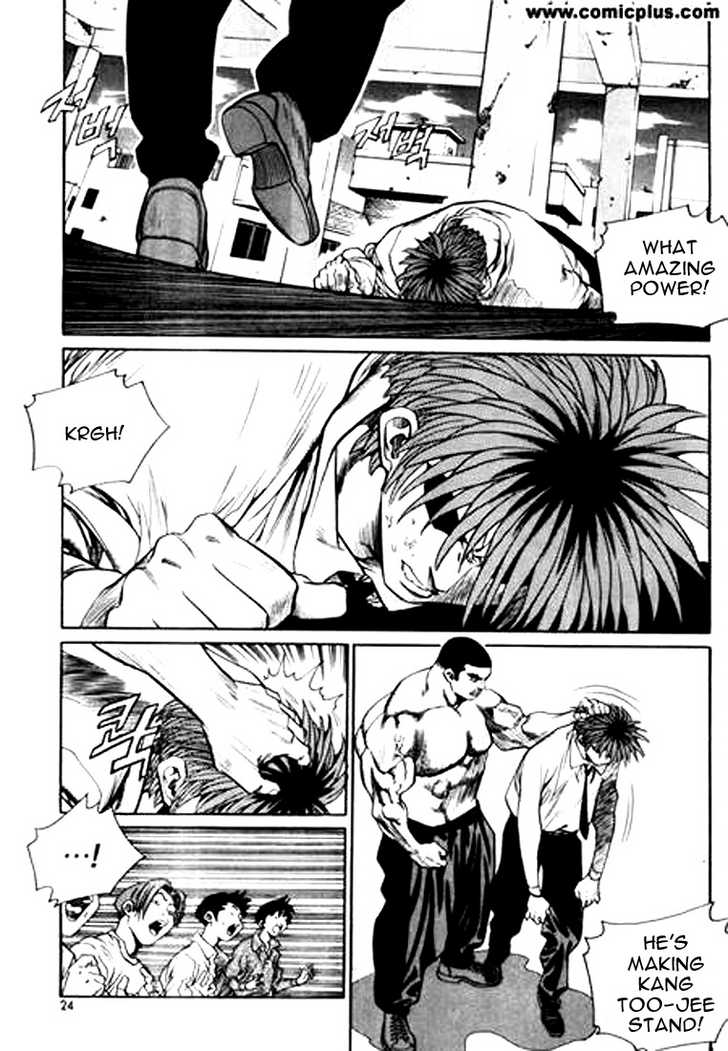 www.comicplus.com
저벅
저벅
WHAT
AMAZING
POWER!
KRGH!
콱
...!
HE'S
MAKING
KANG
TOO-JEE
STAND!
24